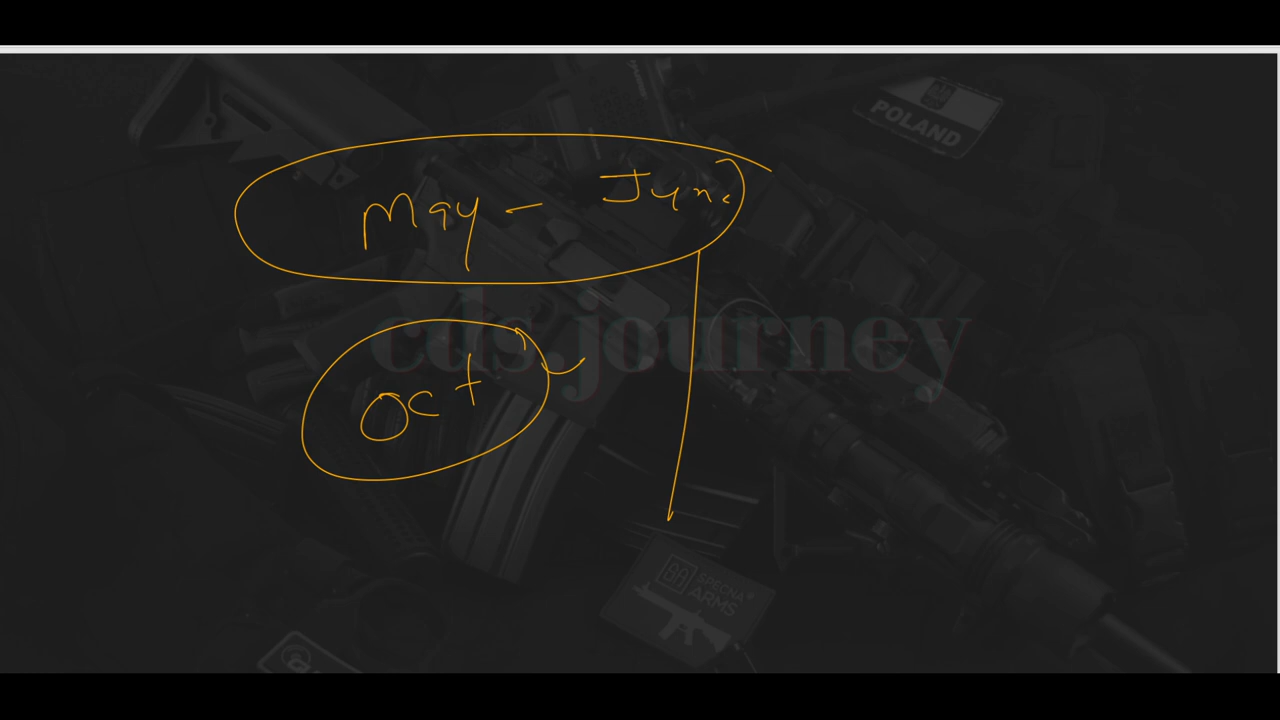 POLAND
May - June
cds.journey
Oct
SPECNA
ARMS